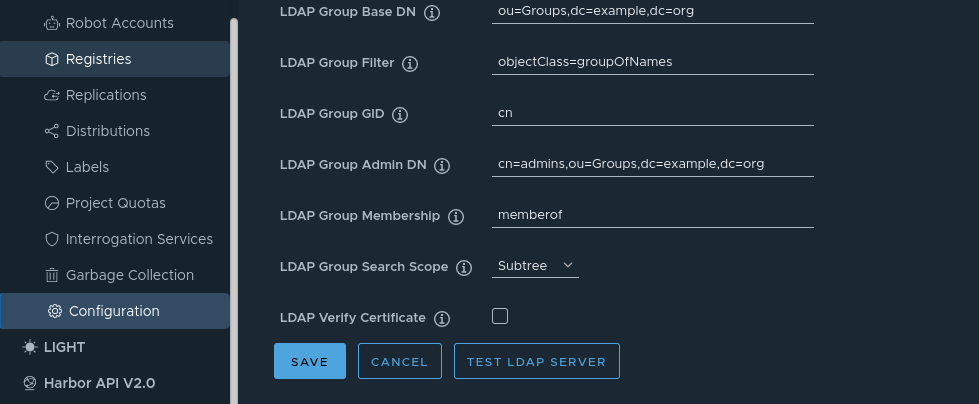 Robot Accounts
Registries
Replications
Distributions
Labels
Project Quotas
Interrogation Services
Garbage Collection
Configuration
LIGHT
Harbor API V2.0
LDAP Group Base DN ou=Groups,dc=example,dc=org
LDAP Group Filter objectClass=groupOfNames
LDAP Group GID cn
LDAP Group Admin DN cn=admins,ou=Groups,dc=example,dc=org
LDAP Group Membership memberof
LDAP Group Search Scope Subtree
LDAP Verify Certificate
SAVE CANCEL TEST LDAP SERVER